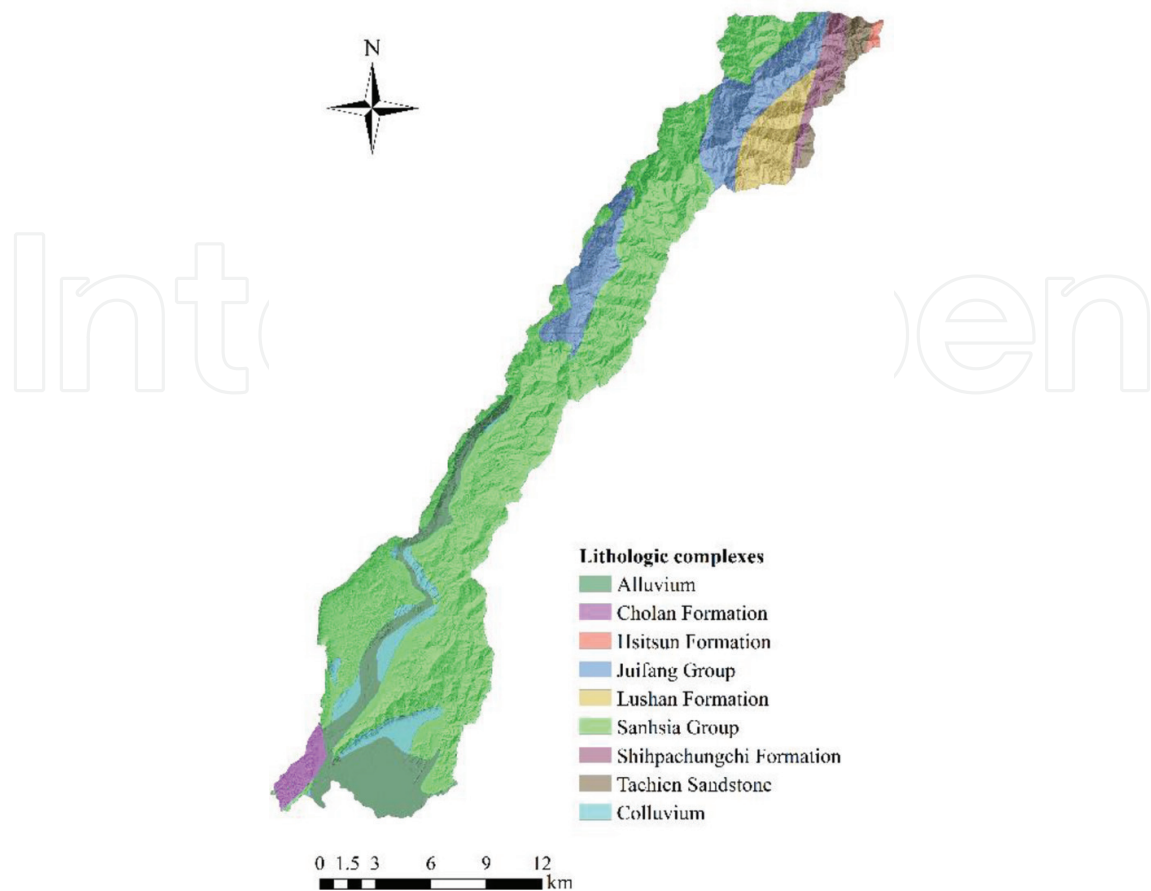 N
Lithologic complexes
Alluvium
Cholan Formation
Hsitsun Formation
Juifang Group
Lushan Formation
Sanhsia Group
Shihpachungchi Formation
Tachien Sandstone
Colluvium
0 1.5 3 6 9 12
km